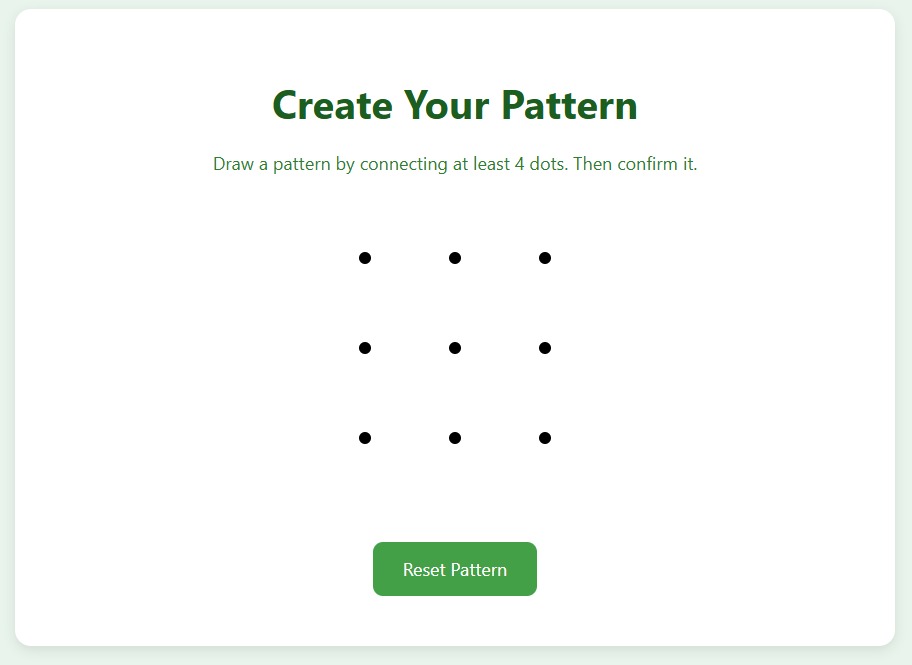 Create Your Pattern
Draw a pattern by connecting at least 4 dots. Then confirm it.
Reset Pattern